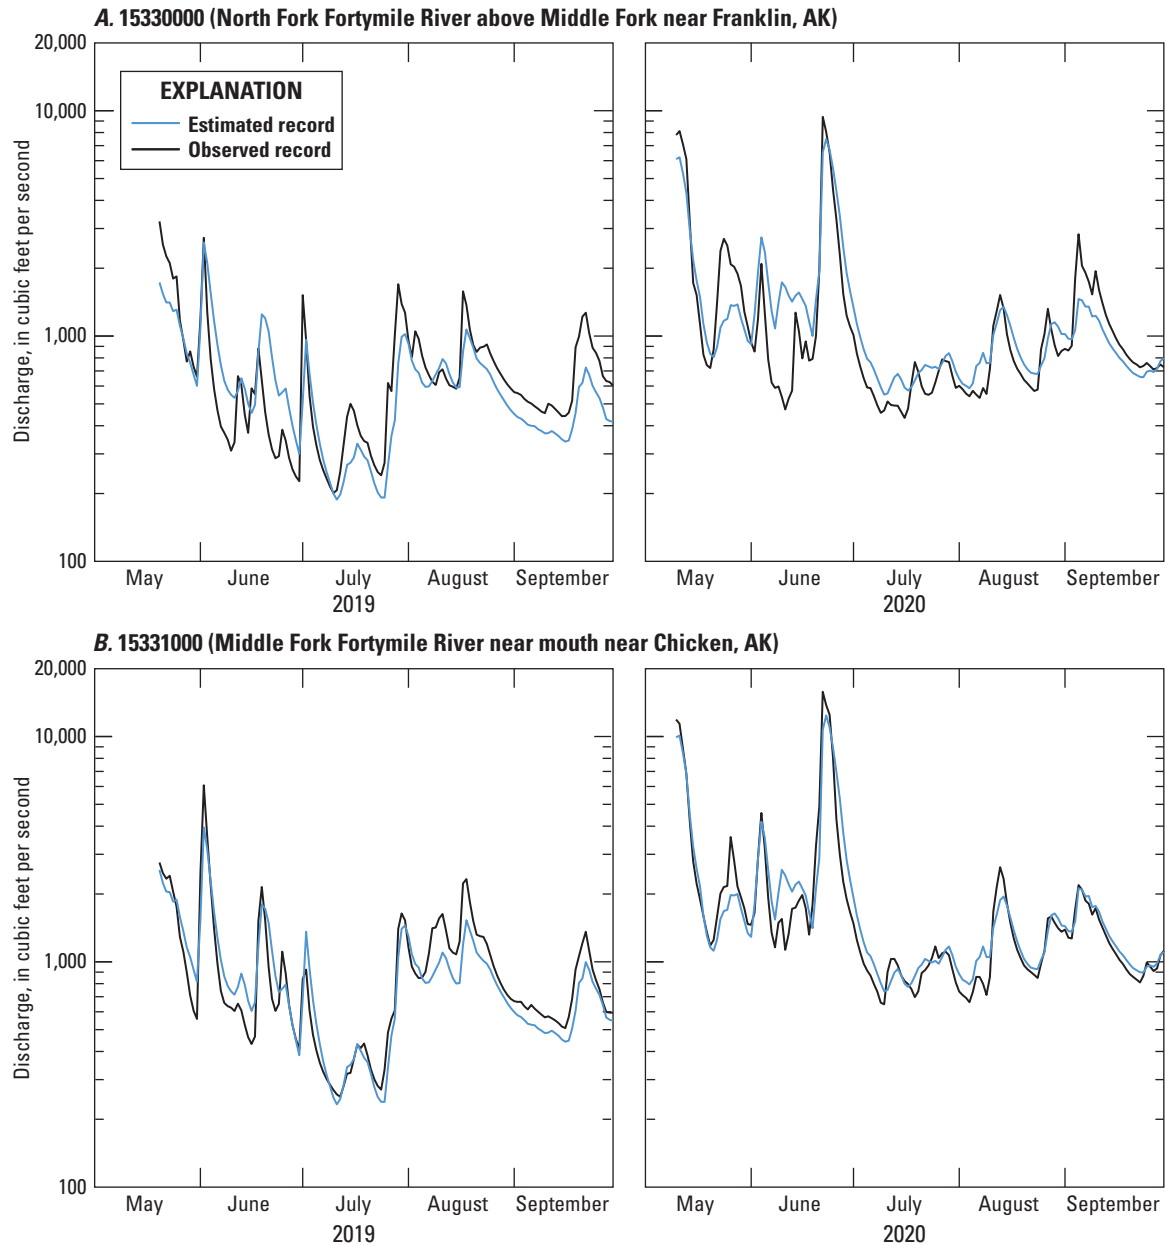 A. 15330000 (North Fork Fortymile River above Middle Fork near Franklin, AK)
20,000
10,000
1,000
100
Discharge, in cubic feet per second
EXPLANATION
Estimated record
Observed record
May June July August September
2019
May June July August September
2020
B. 15331000 (Middle Fork Fortymile River near mouth near Chicken, AK)
20,000
10,000
1,000
100
Discharge, in cubic feet per second
May June July August September
2019
May June July August September
2020